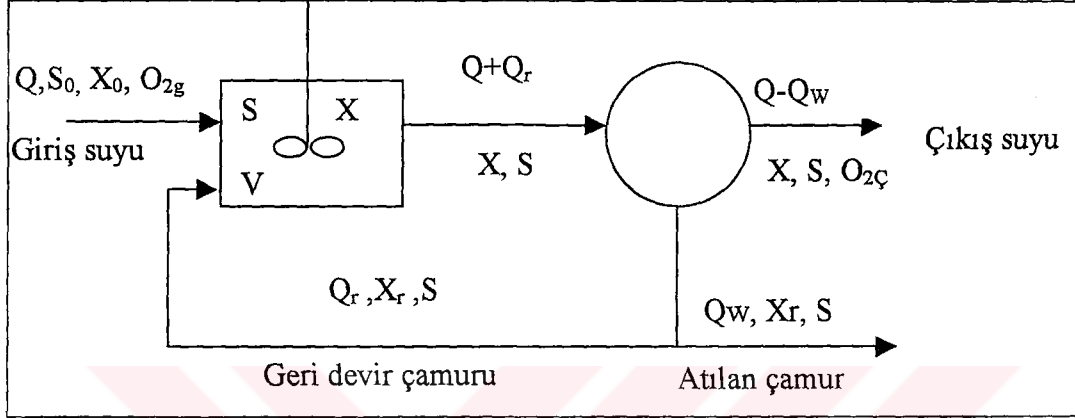 Q,S₀, X₀, O₂g
Giriş suyu
S X
V
Q+Qᵣ
X, S
Q-Qw
X, S, O₂Ç
Çıkış suyu
Qᵣ ,Xᵣ ,S
Geri devir çamuru
Qw, Xr, S
Atılan çamur